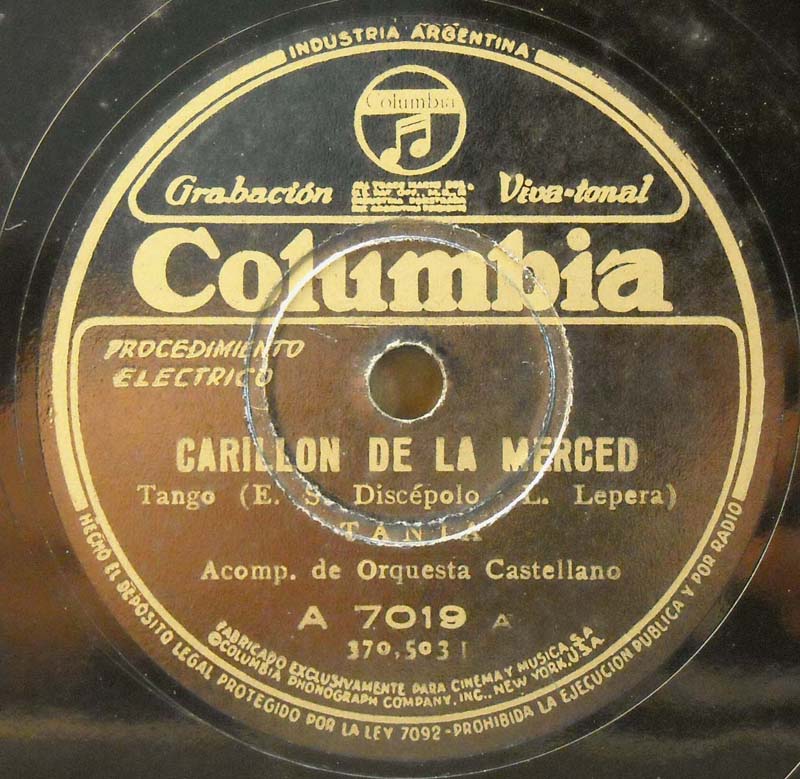 INDUSTRIA ARGENTINA
Columbia
Grabación
Viva-tonal
Columbia
PROCEDIMIENTO
ELECTRICO
CARILLON DE LA MERCED
Tango (E. S. Discépolo L. Lepera)
TANIA
Acomp. de Orquesta Castellano
A 7019 A
370,503 1
FABRICADO EXCLUSIVAMENTE PARA CINEMA Y MUSICA, S.A.
COLUMBIA PHONOGRAPH COMPANY, INC., NEW YORK, U.S.A.
HECHO EL DEPÓSITO LEGAL PROTEGIDO POR LA LEY 7092-PROHIBIDA LA EJECUCION PUBLICA Y POR RADIO